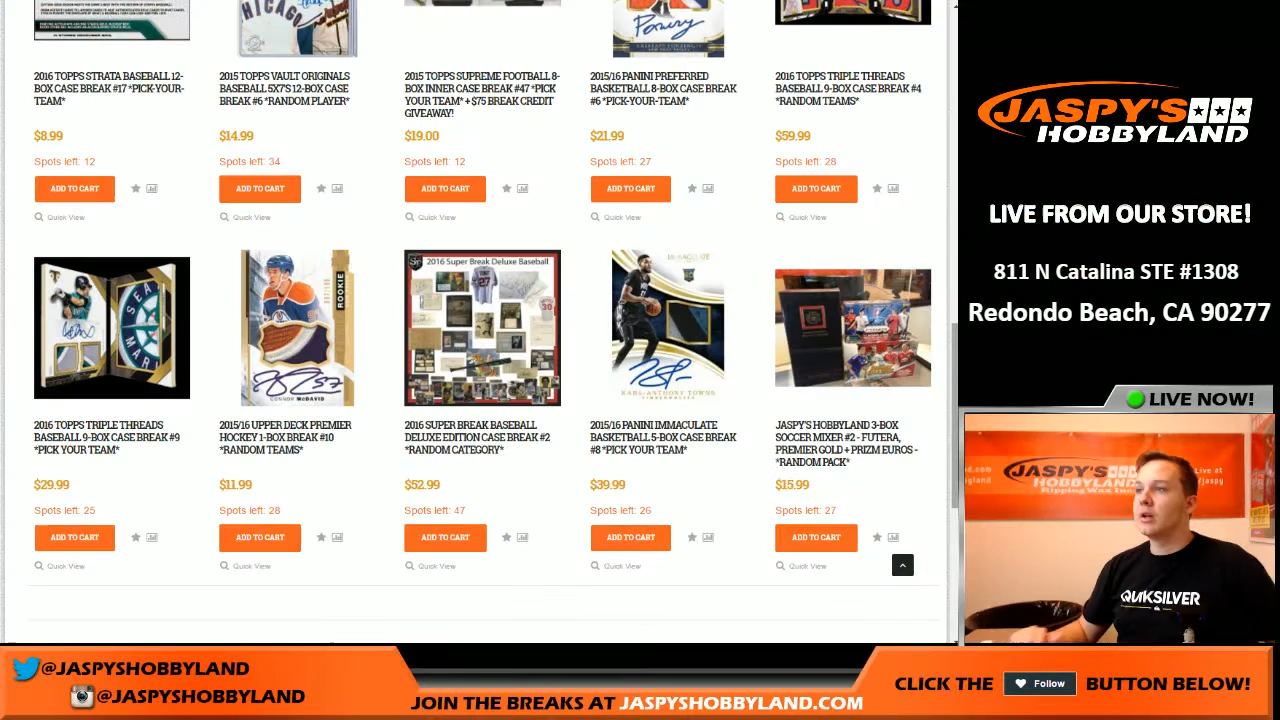 CHICAGO
2016 TOPPS STRATA BASEBALL 12-
BOX CASE BREAK #17 *PICK-YOUR-
TEAM*
$8.99
Spots left: 12
ADD TO CART
Quick View
2015 TOPPS VAULT ORIGINALS
BASEBALL 5X7'S 12-BOX CASE
BREAK #6 *RANDOM PLAYER*
$14.99
Spots left: 34
ADD TO CART
Quick View
2015 TOPPS SUPREME FOOTBALL 8-
BOX INNER CASE BREAK #47 *PICK
YOUR TEAM* + $75 BREAK CREDIT
GIVEAWAY!
$19.00
Spots left: 12
ADD TO CART
Quick View
2015/16 PANINI PREFERRED
BASKETBALL 8-BOX CASE BREAK
#6 *PICK-YOUR-TEAM*
$21.99
Spots left: 27
ADD TO CART
Quick View
2016 TOPPS TRIPLE THREADS
BASEBALL 9-BOX CASE BREAK #4
*RANDOM TEAMS*
$59.99
Spots left: 28
ADD TO CART
Quick View
2016 TOPPS TRIPLE THREADS
BASEBALL 9-BOX CASE BREAK #9
*PICK YOUR TEAM*
$29.99
Spots left: 25
ADD TO CART
Quick View
ROOKIE
CONNOR McDAVID
2015/16 UPPER DECK PREMIER
HOCKEY 1-BOX BREAK #10
*RANDOM TEAMS*
$11.99
Spots left: 28
ADD TO CART
Quick View
2016 Super Break Deluxe Baseball
2016 SUPER BREAK BASEBALL
DELUXE EDITION CASE BREAK #2
*RANDOM CATEGORY*
$52.99
Spots left: 47
ADD TO CART
Quick View
IMMACULATE
KARL-ANTHONY TOWNS
2015/16 PANINI IMMACULATE
BASKETBALL 5-BOX CASE BREAK
#8 *PICK YOUR TEAM*
$39.99
Spots left: 26
ADD TO CART
Quick View
JASPY'S HOBBYLAND 3-BOX
SOCCER MIXER #2 - FUTERA,
PREMIER GOLD + PRIZM EUROS -
*RANDOM PACK*
$15.99
Spots left: 27
ADD TO CART
Quick View
JASPY'S
HOBBYLAND
LIVE FROM OUR STORE!
811 N Catalina STE #1308
Redondo Beach, CA 90277
LIVE NOW!
JASPY'S
HOBBYLAND
Ripping Wax
Live at
/jaspy
QUIKSILVER
@JASPYSHOBBYLAND
@JASPYSHOBBYLAND
JOIN THE BREAKS AT JASPYSHOBBYLAND.COM
CLICK THE Follow BUTTON BELOW!